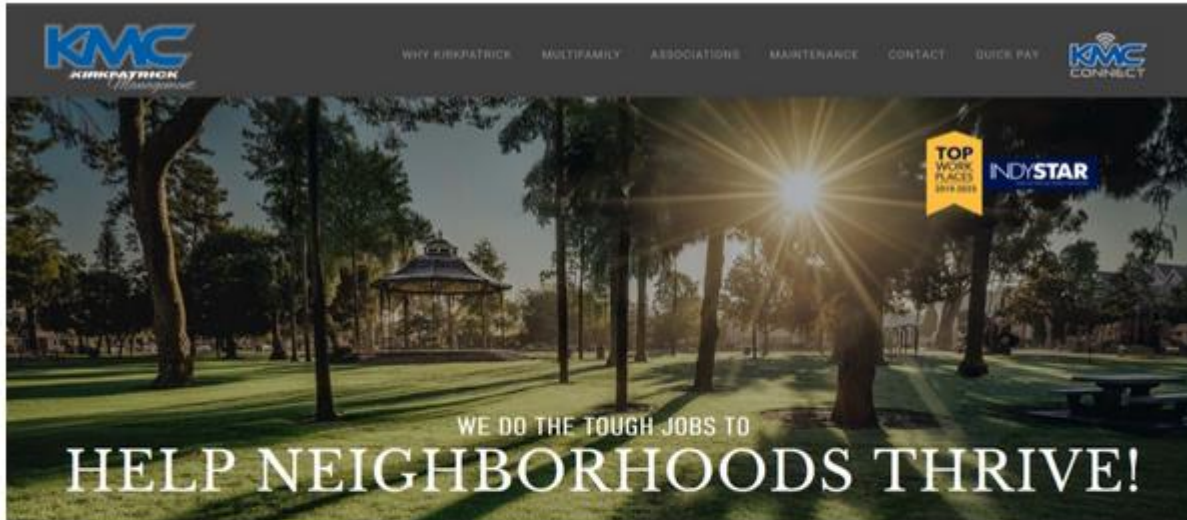 KMC
KIRKPATRICK
Management
WHY KIRKPATRICK
MULTIFAMILY
ASSOCIATIONS
MAINTENANCE
CONTACT
QUICK PAY
KMC
CONNECT
TOP
WORK
PLACES
INDYSTAR
WE DO THE TOUGH JOBS TO
HELP NEIGHBORHOODS THRIVE!